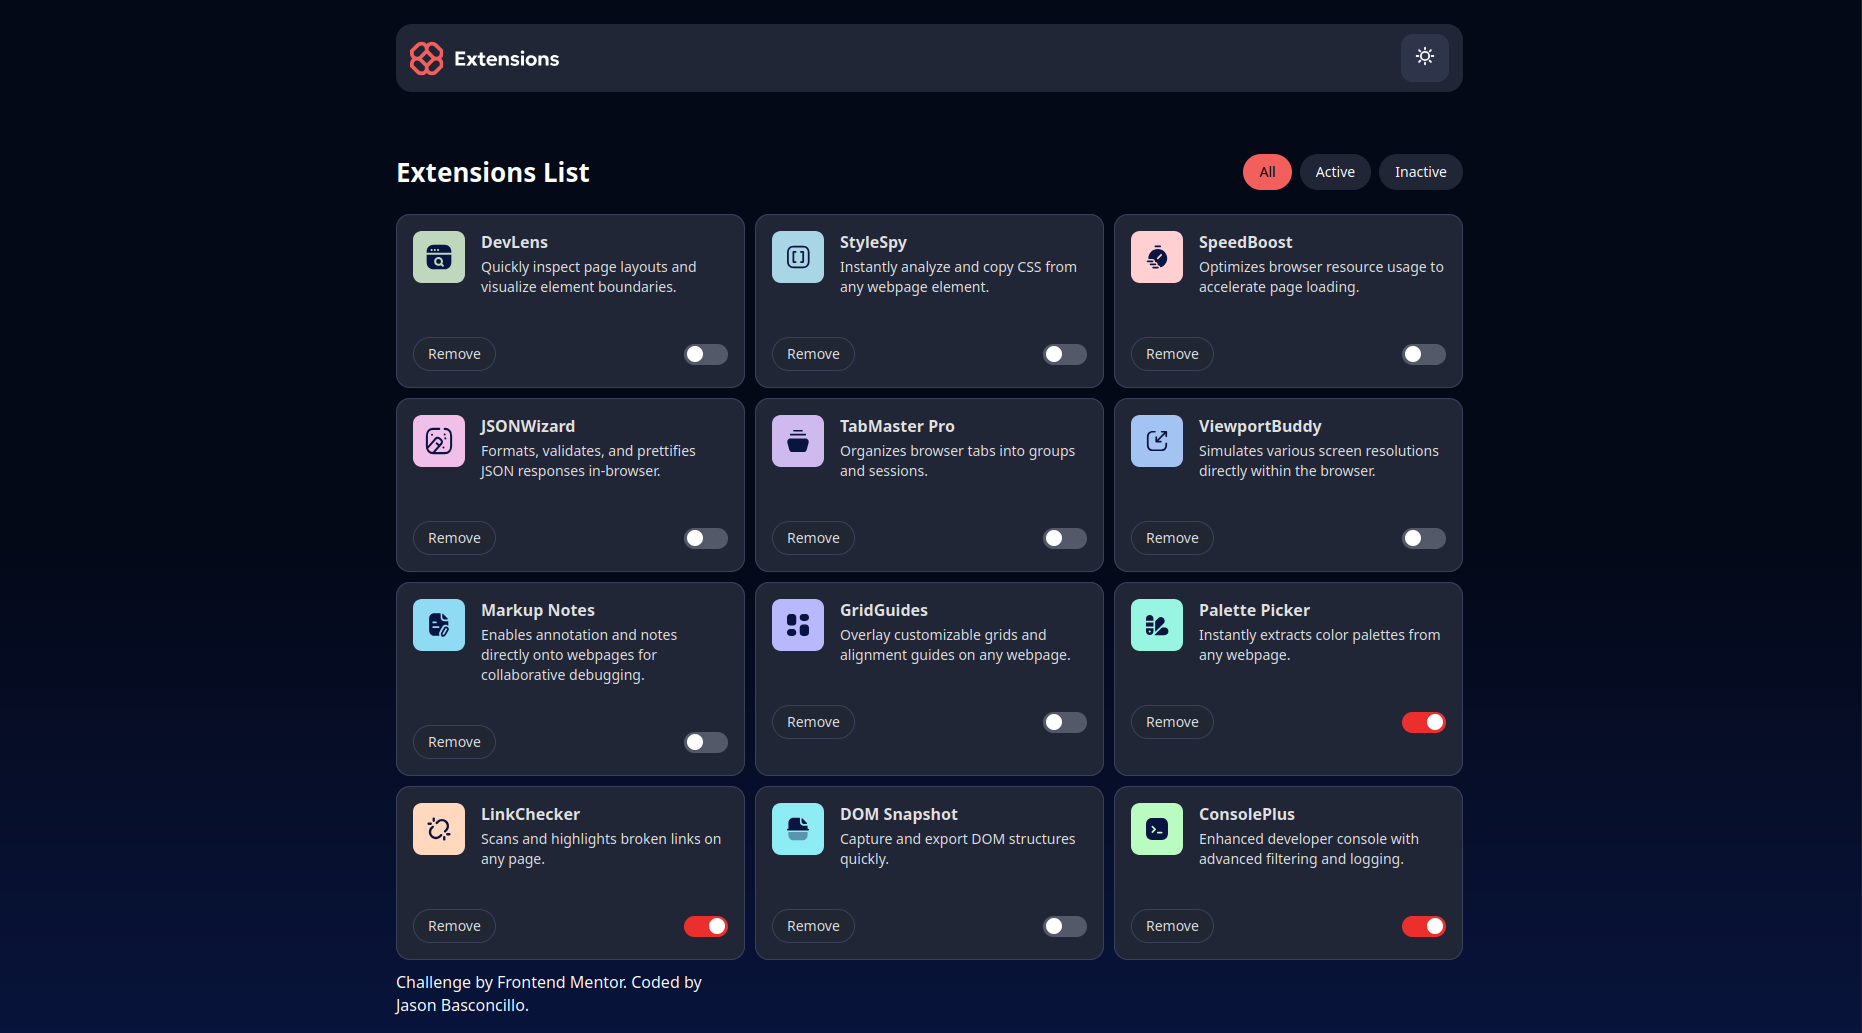 Extensions
Extensions List
All
Active
Inactive
DevLens
Quickly inspect page layouts and
visualize element boundaries.
Remove
StyleSpy
Instantly analyze and copy CSS from
any webpage element.
Remove
SpeedBoost
Optimizes browser resource usage to
accelerate page loading.
Remove
JSONWizard
Formats, validates, and prettifies
JSON responses in-browser.
Remove
TabMaster Pro
Organizes browser tabs into groups
and sessions.
Remove
ViewportBuddy
Simulates various screen resolutions
directly within the browser.
Remove
Markup Notes
Enables annotation and notes
directly onto webpages for
collaborative debugging.
Remove
GridGuides
Overlay customizable grids and
alignment guides on any webpage.
Remove
Palette Picker
Instantly extracts color palettes from
any webpage.
Remove
LinkChecker
Scans and highlights broken links on
any page.
Remove
DOM Snapshot
Capture and export DOM structures
quickly.
Remove
ConsolePlus
Enhanced developer console with
advanced filtering and logging.
Remove
Challenge by Frontend Mentor. Coded by
Jason Basconcillo.